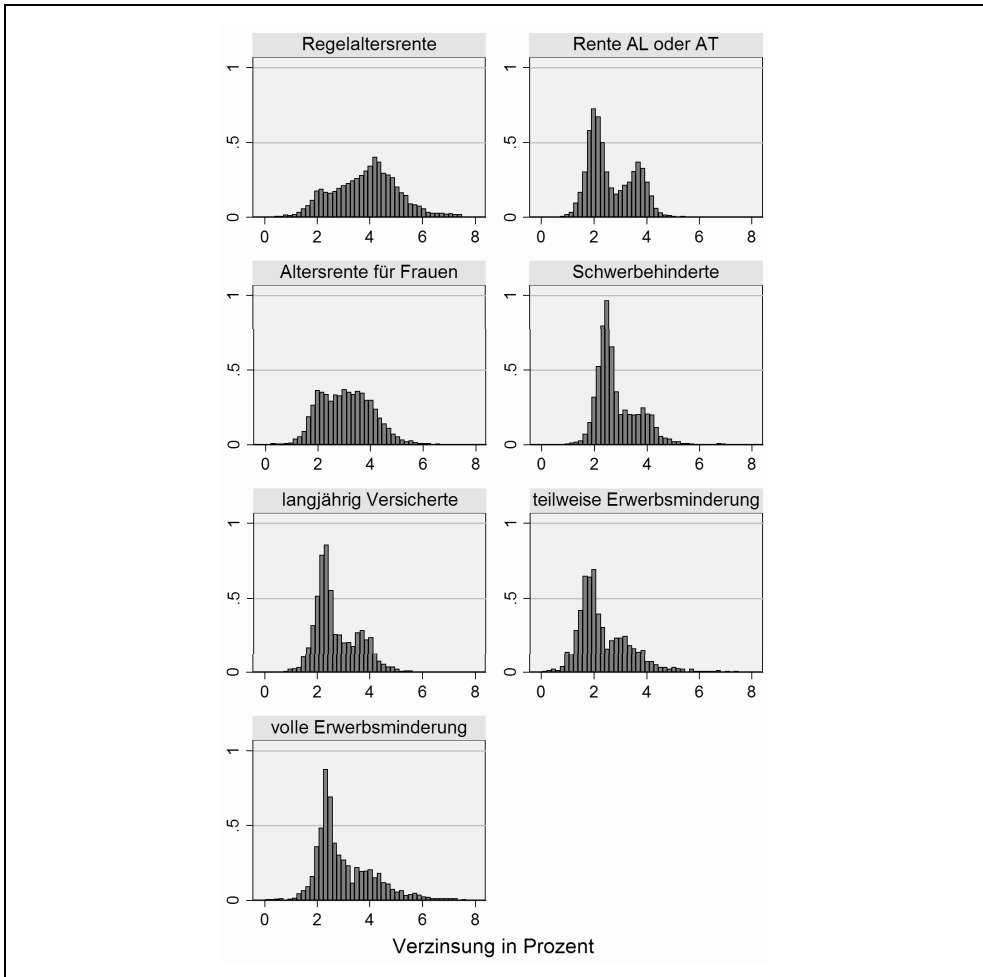 Regelaltersrente
Rente AL oder AT
1
.5
0
0 2 4 6 8
1
.5
0
0 2 4 6 8
Altersrente für Frauen
Schwerbehinderte
1
.5
0
0 2 4 6 8
1
.5
0
0 2 4 6 8
langjährig Versicherte
teilweise Erwerbsminderung
1
.5
0
0 2 4 6 8
1
.5
0
0 2 4 6 8
volle Erwerbsminderung
1
.5
0
0 2 4 6 8
Verzinsung in Prozent